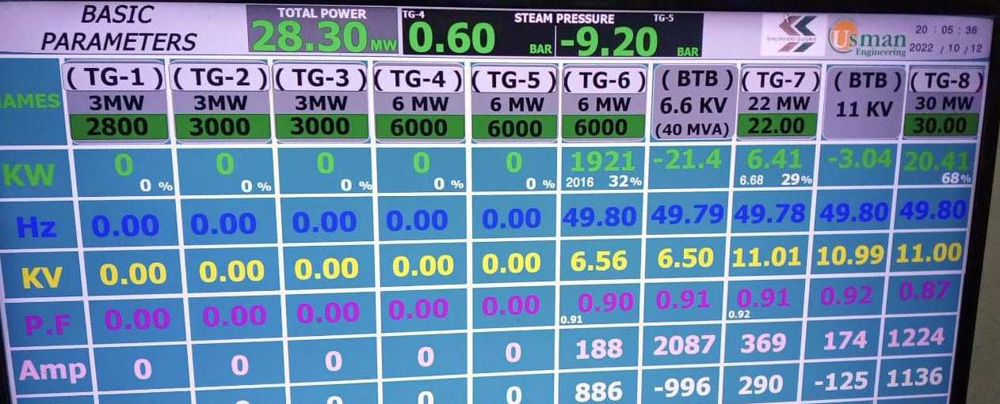 BASIC PARAMETERS
TOTAL POWER
28.30 MW
TG-4 STEAM PRESSURE TG-5
0.60 BAR -9.20 BAR
SHEIKHOO SUGAR
Usman Engineering
20 : 05 : 36
2022 / 10 / 12
AMES (TG-1) (TG-2) (TG-3) (TG-4) (TG-5) (TG-6) (BTB) (TG-7) (BTB) (TG-8)
3MW 3MW 3MW 6 MW 6 MW 6 MW 6.6 KV 22 MW 11 KV 30 MW
2800 3000 3000 6000 6000 6000 (40 MVA) 22.00 30.00
KW 0 0 0 0 0 1921 -21.4 6.41 -3.04 20.41
0 % 0 % 0 % 0 % 0 % 2016 32% 6.68 29% 68%
Hz 0.00 0.00 0.00 0.00 0.00 49.80 49.79 49.78 49.80 49.80
KV 0.00 0.00 0.00 0.00 0.00 6.56 6.50 11.01 10.99 11.00
P.F 0.00 0.00 0.00 0.00 0.00 0.90 0.91 0.91 0.92 0.87
0.91 0.92
Amp 0 0 0 0 0 188 2087 369 174 1224
0 0 886 -996 290 -125 1136